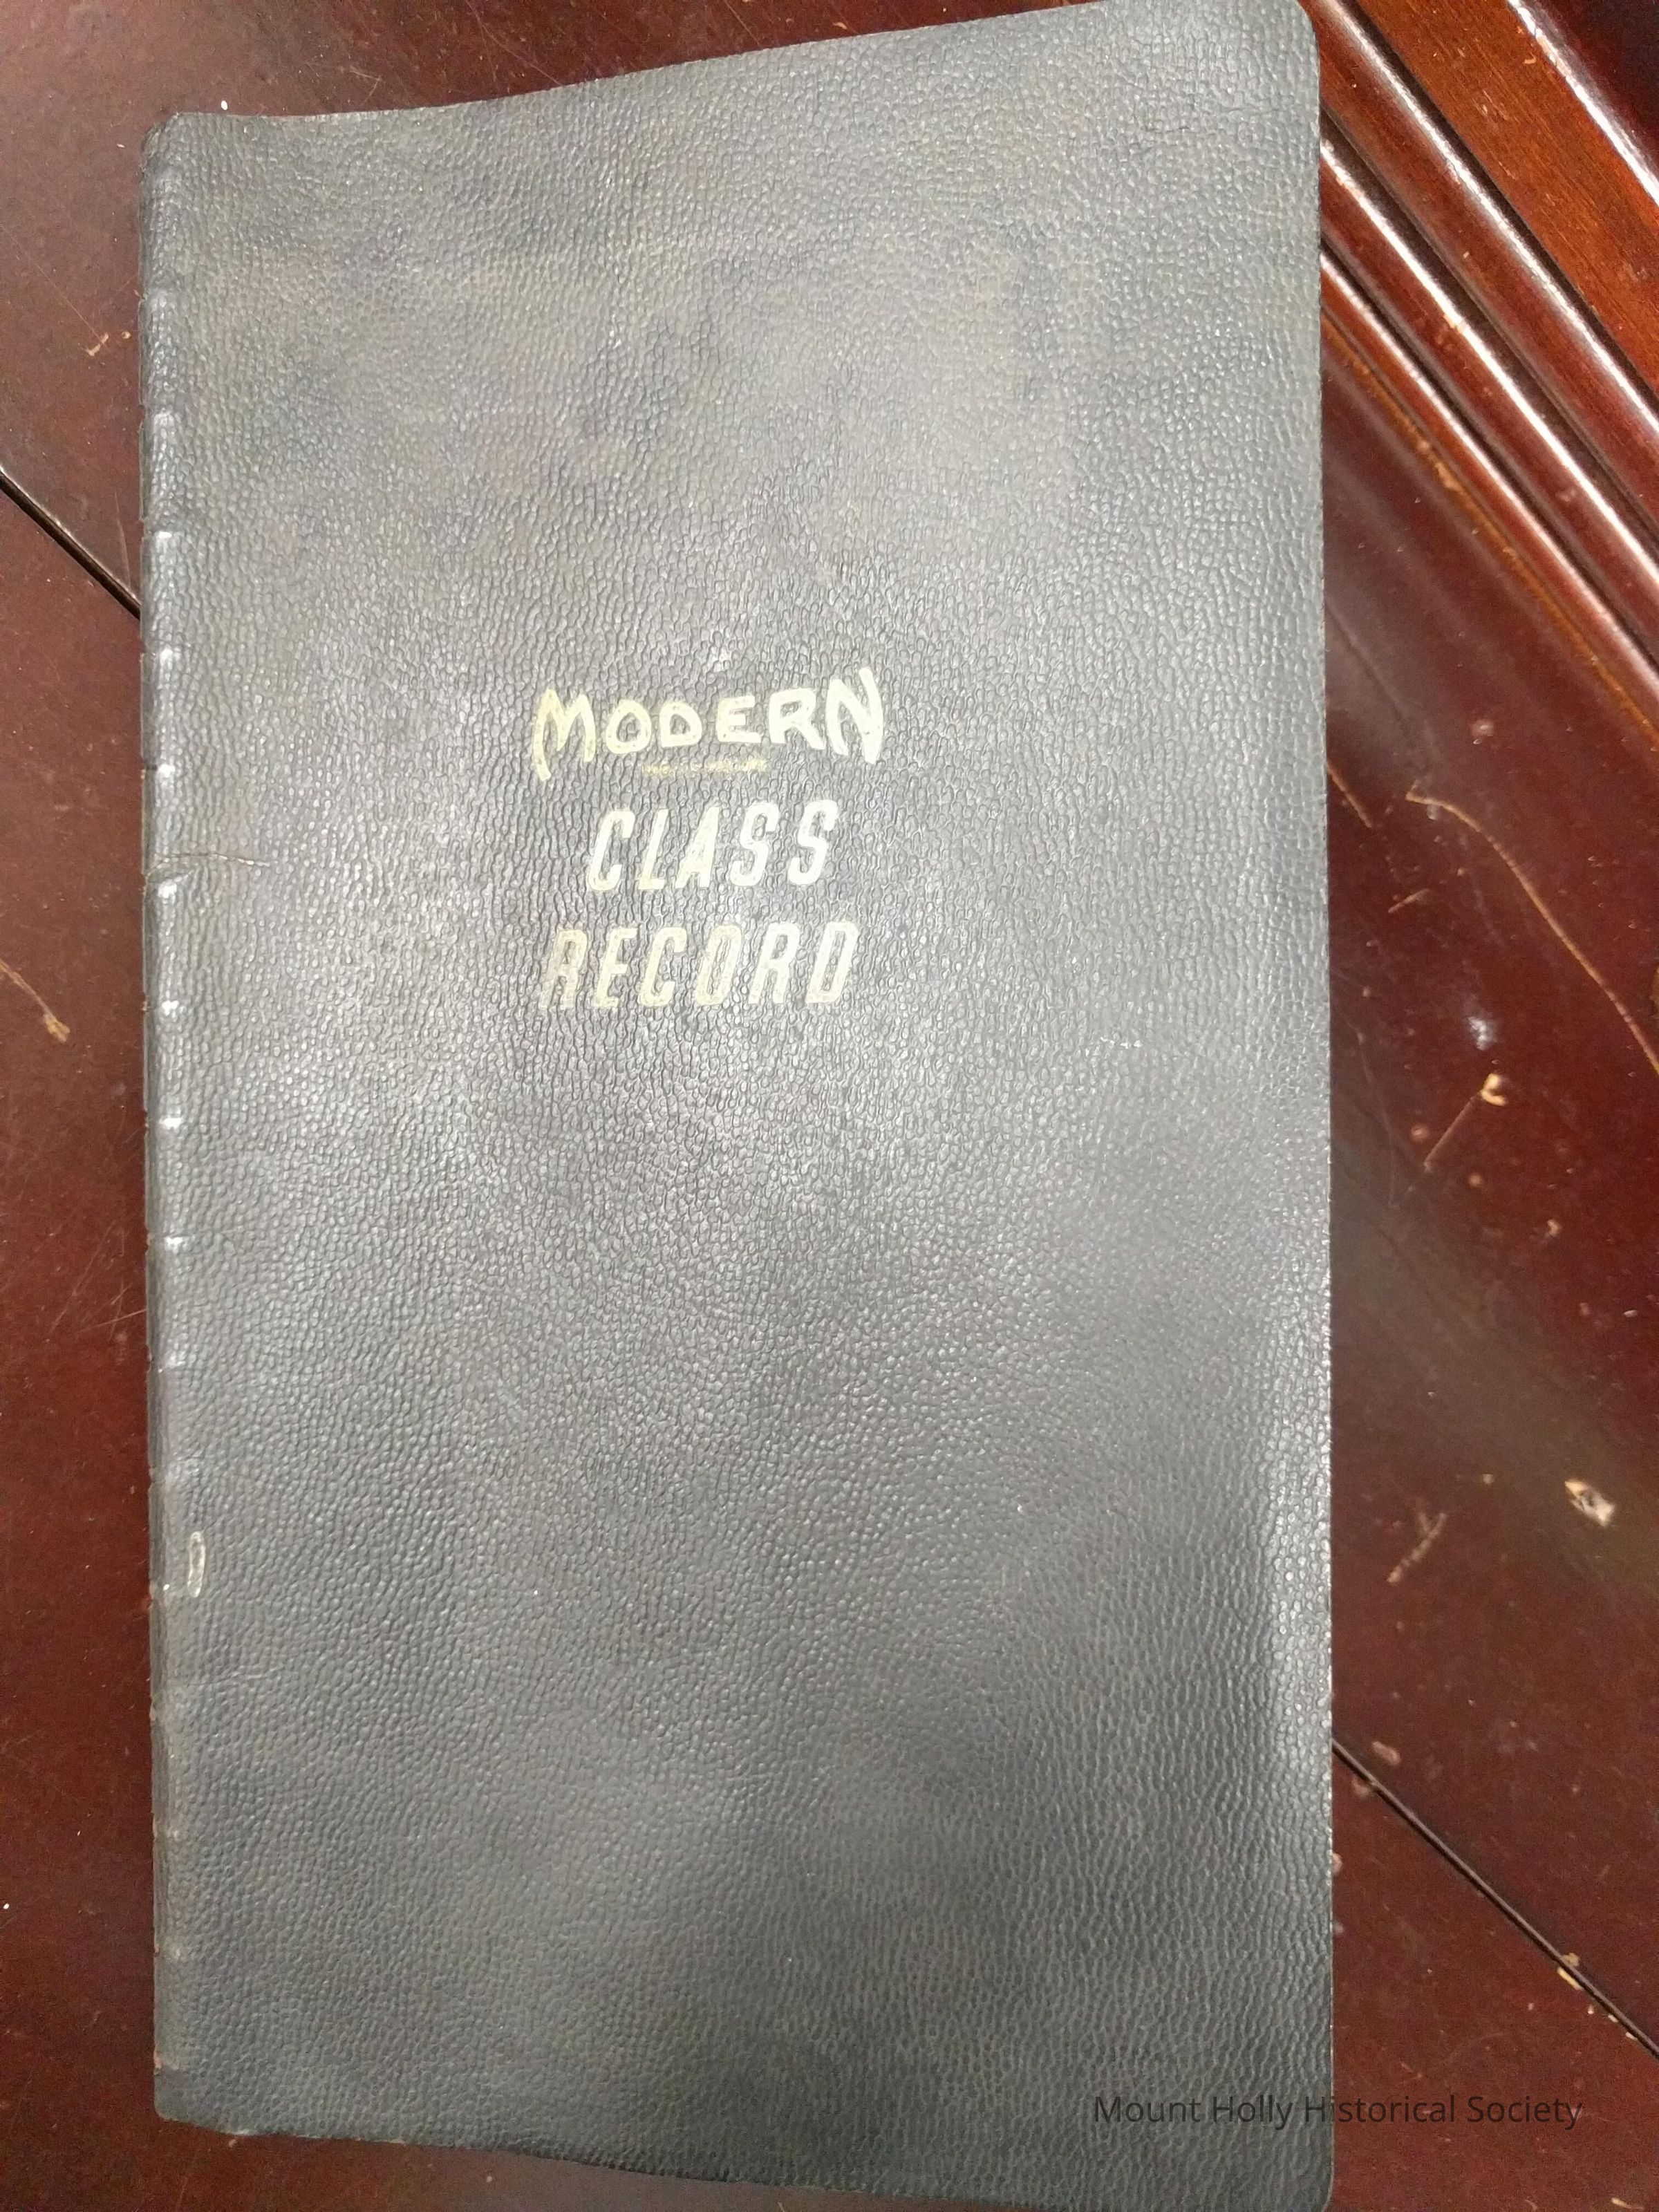 MODERN
CLASS
RECORD
Mount Holly Historical Society